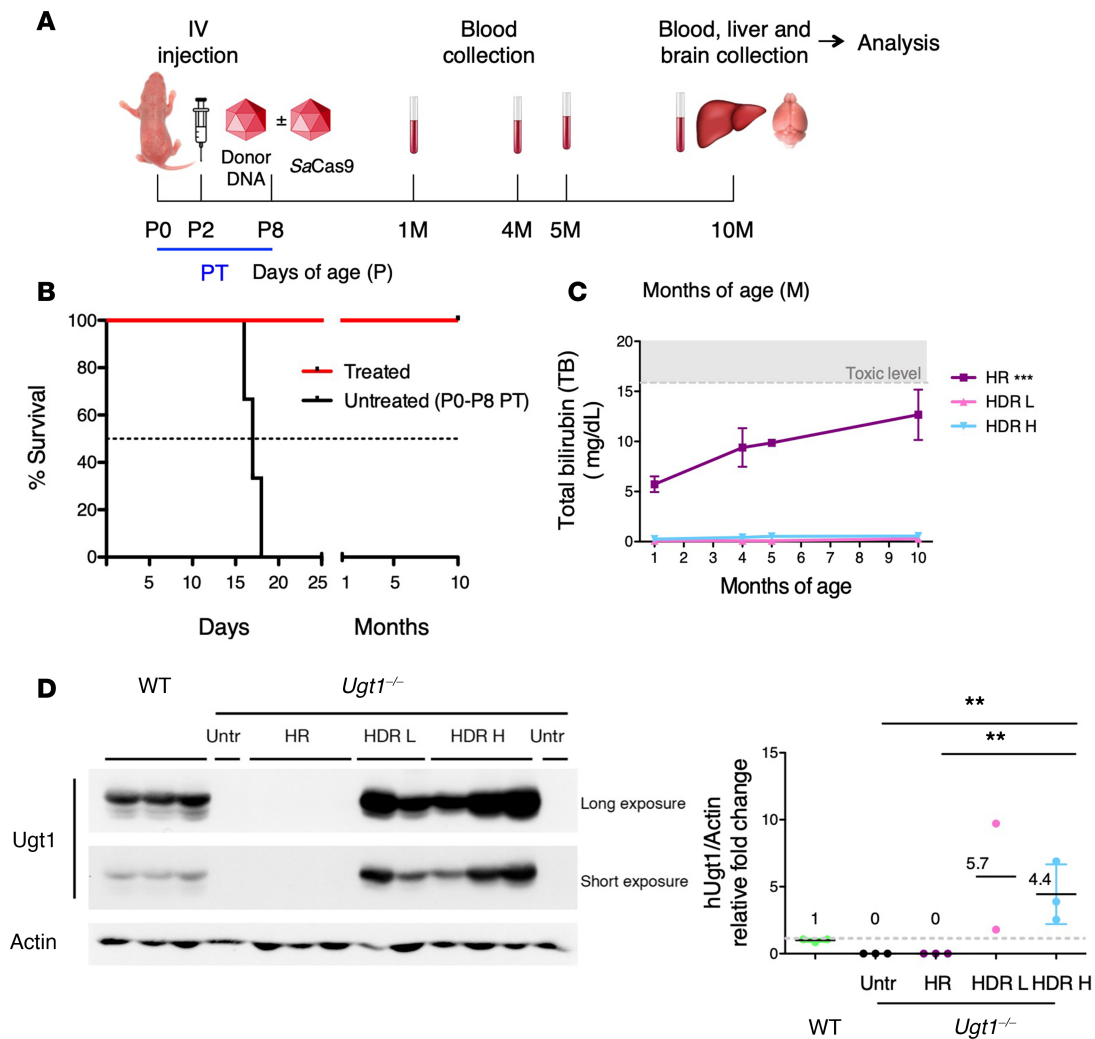 A
IV
injection
Blood
collection
Blood, liver and
brain collection → Analysis
Donor
DNA
±
SaCas9
P0 P2 P8 1M 4M 5M 10M
PT Days of age (P)
Months of age (M)
B
% Survival
100
80
60
40
20
0
Treated
Untreated (P0-P8 PT)
5 10 15 20 25 1 5 10
Days Months
C
Total bilirubin (TB)
( mg/dL)
20
15
10
5
0
Toxic level
HR ***
HDR L
HDR H
1 2 3 4 5 6 7 8 9 10
Months of age
D
WT Ugt1–/–
Untr HR HDR L HDR H Untr
Ugt1
Long exposure
Short exposure
Actin
hUgt1/Actin
relative fold change
**
**
15
10
5
0
1 0 0 5.7 4.4
Untr HR HDR L HDR H
WT Ugt1–/–